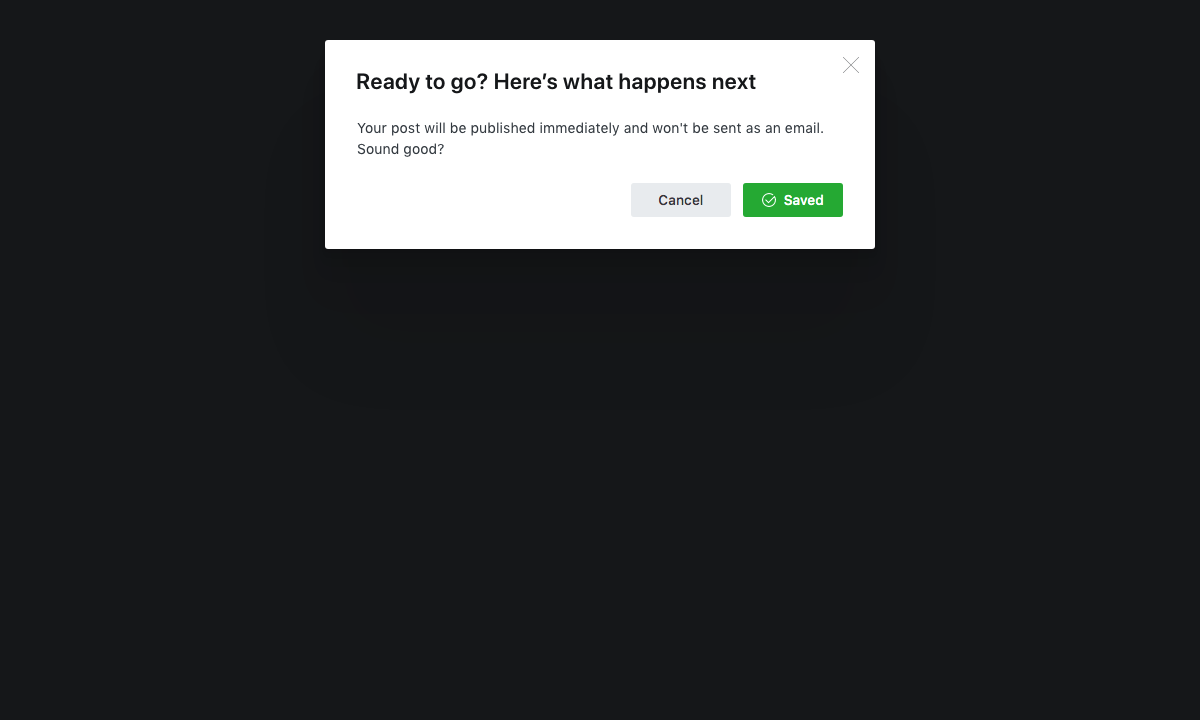 Ready to go? Here’s what happens next
Your post will be published immediately and won't be sent as an email.
Sound good?
Cancel
Saved